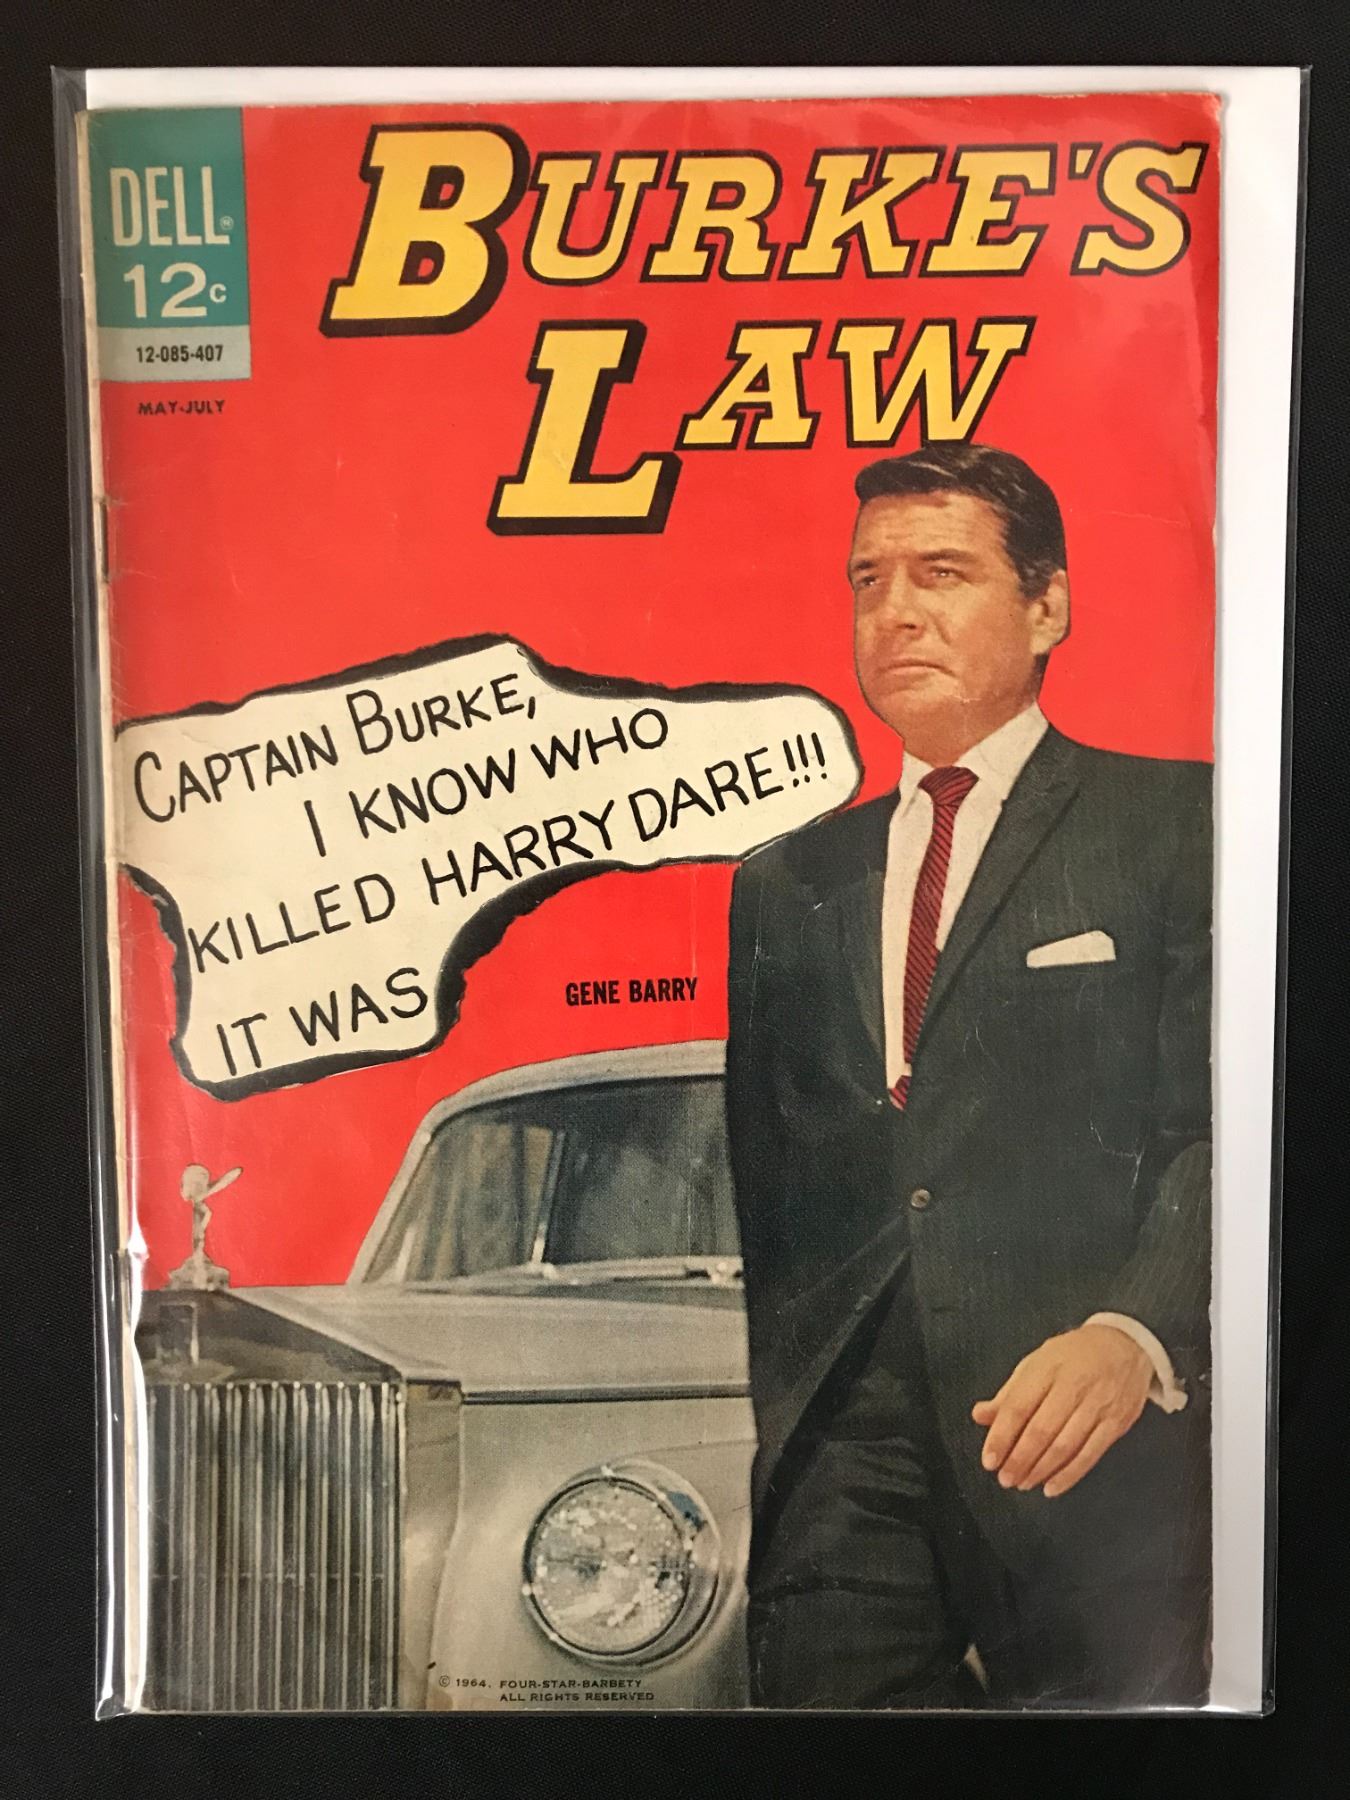 DELL®
12c
12-085-407
MAY-JULY
BURKE'S
LAW
CAPTAIN BURKE,
I KNOW WHO
KILLED HARRY DARE!!!
IT WAS
GENE BARRY
© 1964, FOUR-STAR-BARBETY
ALL RIGHTS RESERVED